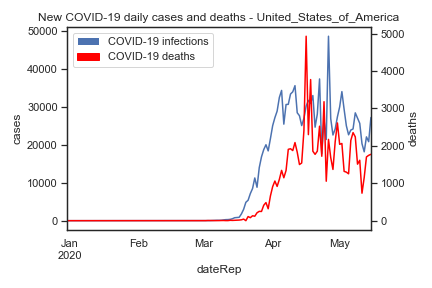 New COVID-19 daily cases and deaths - United_States_of_America
COVID-19 infections
COVID-19 deaths
50000
40000
30000
20000
10000
0
cases
5000
4000
3000
2000
1000
0
deaths
Jan
2020
Feb
Mar
Apr
May
dateRep